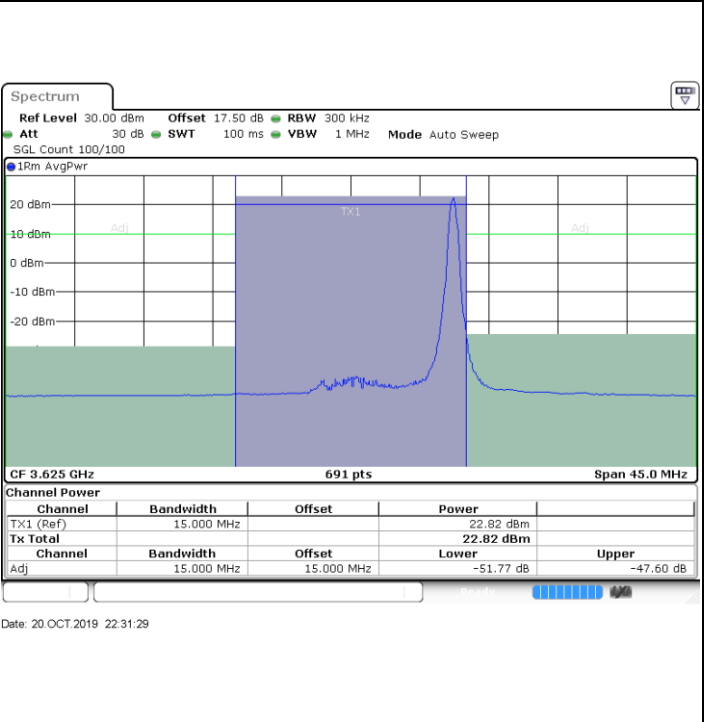 Spectrum
Ref Level 30.00 dBm Offset 17.50 dB RBW 300 kHz
Att 30 dB SWT 100 ms VBW 1 MHz Mode Auto Sweep
SGL Count 100/100
1Rm AvgPwr
20 dBm
TX1
Adj
Adj
10 dBm
0 dBm
-10 dBm
-20 dBm
CF 3.625 GHz 691 pts Span 45.0 MHz
Channel Power
Channel Bandwidth Offset Power
TX1 (Ref) 15.000 MHz 22.82 dBm
Tx Total 22.82 dBm
Channel Bandwidth Offset Lower Upper
Adj 15.000 MHz 15.000 MHz -51.77 dB -47.60 dB
Ready
Date: 20.OCT.2019 22:31:29